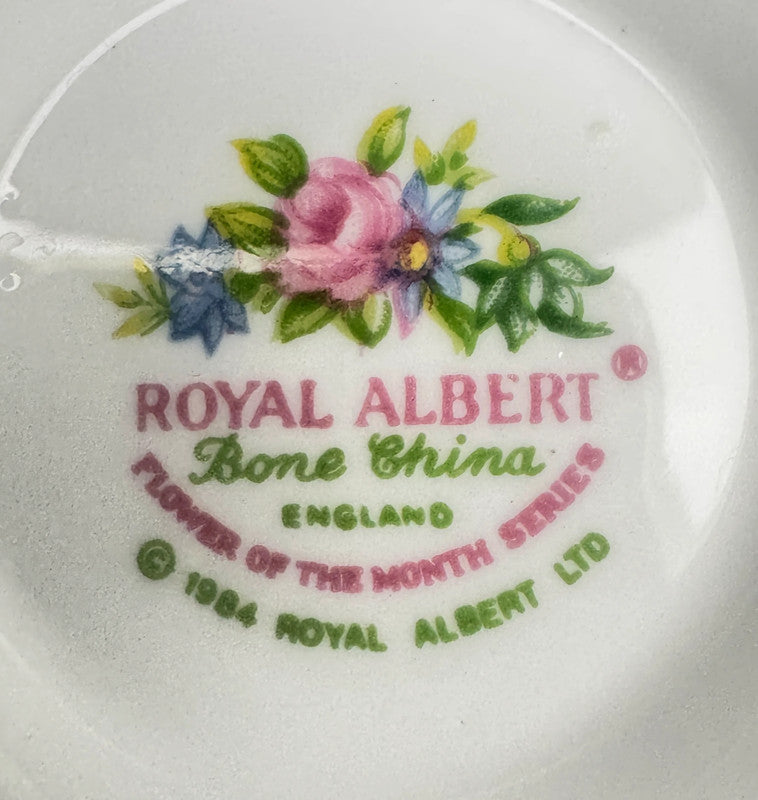 ROYAL ALBERT®
Bone China
ENGLAND
FLOWER OF THE MONTH SERIES
© 1984 ROYAL ALBERT LTD